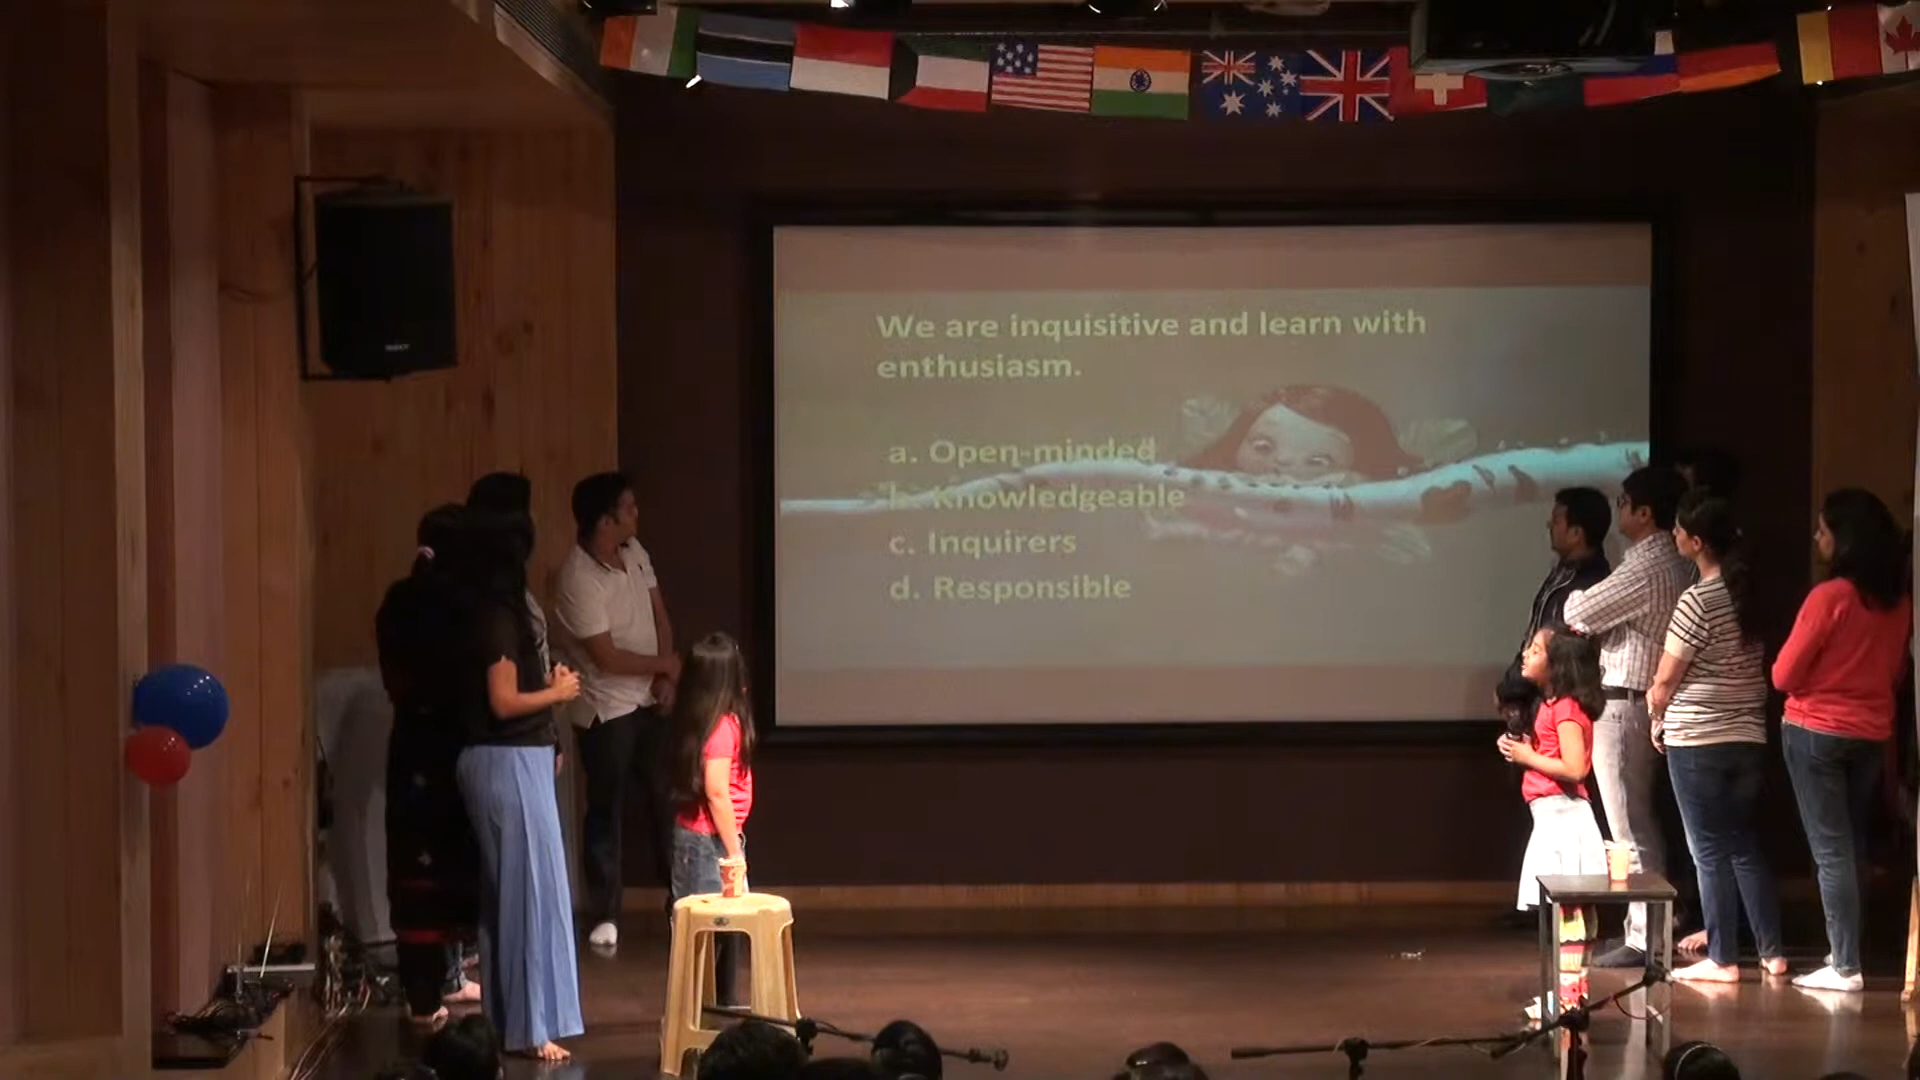 We are inquisitive and learn with
enthusiasm.
a. Open-minded
b. Knowledgeable
c. Inquirers
d. Responsible